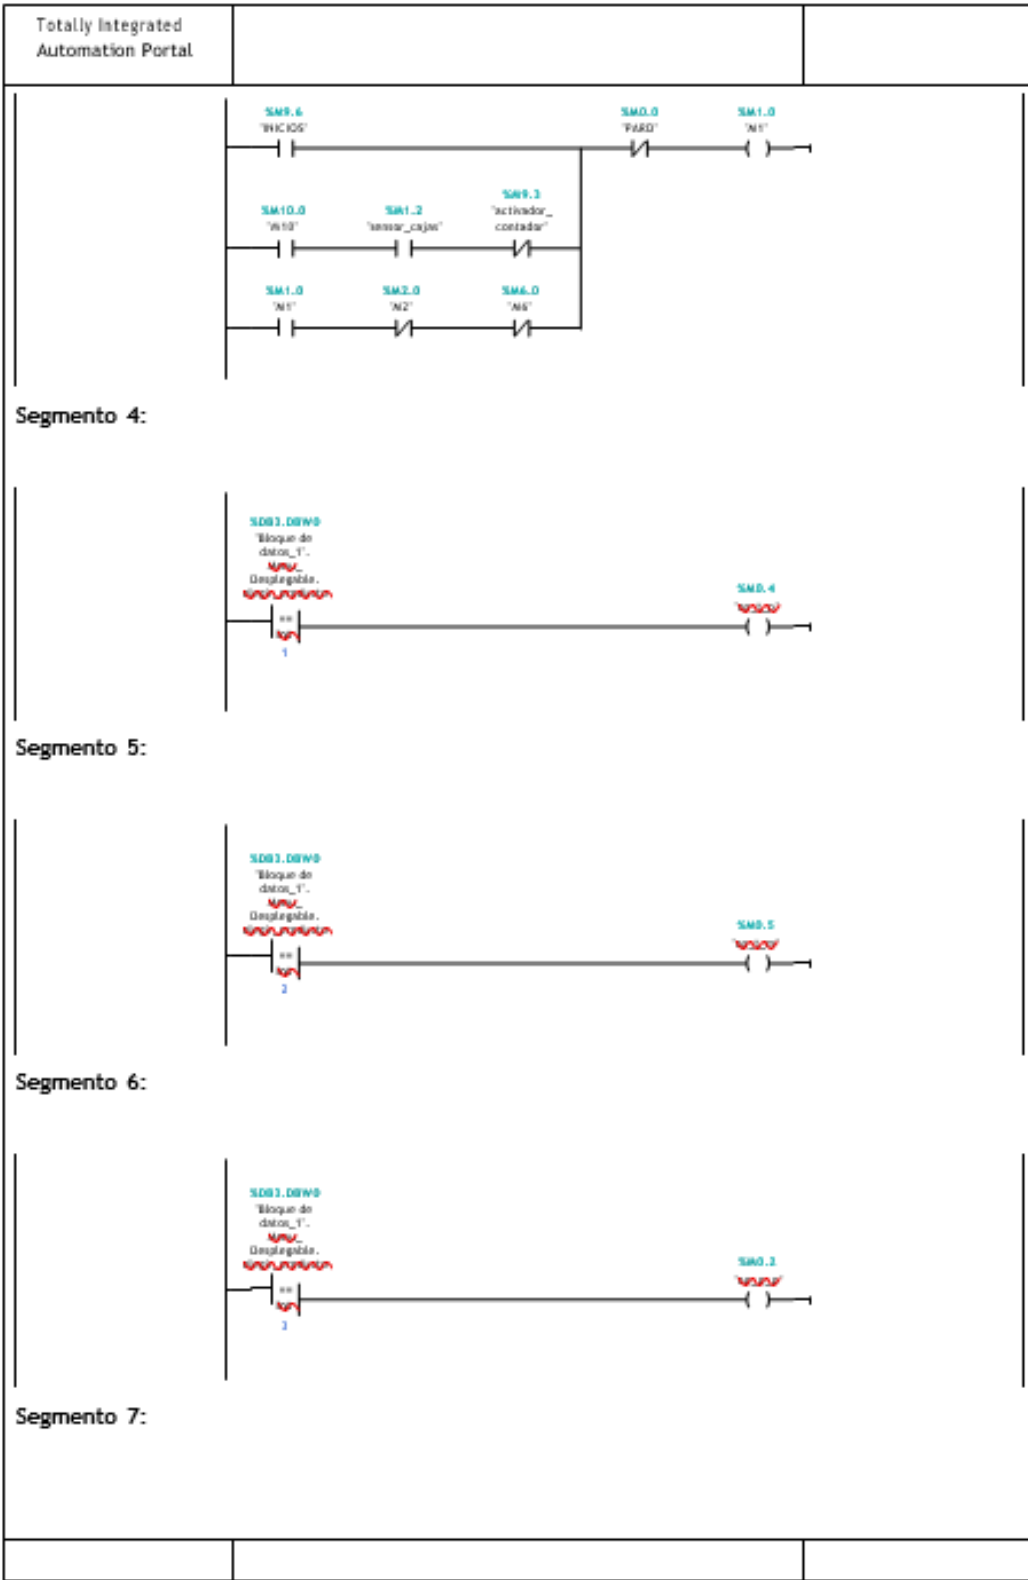 Totally Integrated
Automation Portal
%M9.6
"INICIOS"
%M0.0
"PARO"
%M1.0
"M1"
%M10.0
"M10"
%M1.2
"sensor_cajas"
%M9.3
"activador_
contador"
%M1.0
"M1"
%M2.0
"M2"
%M6.0
"M6"
Segmento 4:
%DB3.DBW0
"Bloque de
datos_1".
Desplegable.
==
1
%M0.4
Segmento 5:
%DB3.DBW0
"Bloque de
datos_1".
Desplegable.
==
2
%M0.5
Segmento 6:
%DB3.DBW0
"Bloque de
datos_1".
Desplegable.
==
3
Segmento 7: